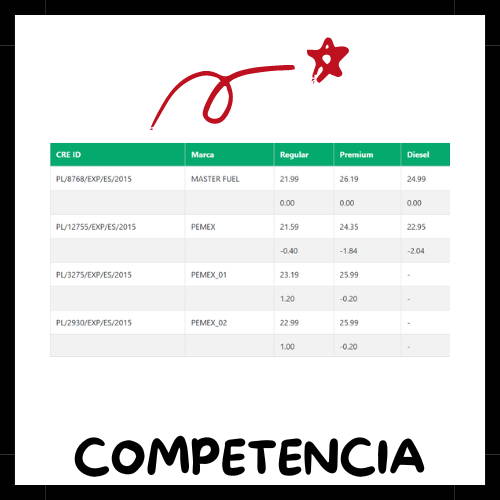 CRE ID Marca Regular Premium Diesel
PL/8768/EXP/ES/2015 MASTER FUEL 21.99 26.19 24.99
0.00 0.00 0.00
PL/12755/EXP/ES/2015 PEMEX 21.59 24.35 22.95
-0.40 -1.84 -2.04
PL/3275/EXP/ES/2015 PEMEX_01 23.19 25.99 -
1.20 -0.20 -
PL/2930/EXP/ES/2015 PEMEX_02 22.99 25.99 -
1.00 -0.20 -
COMPETENCIA